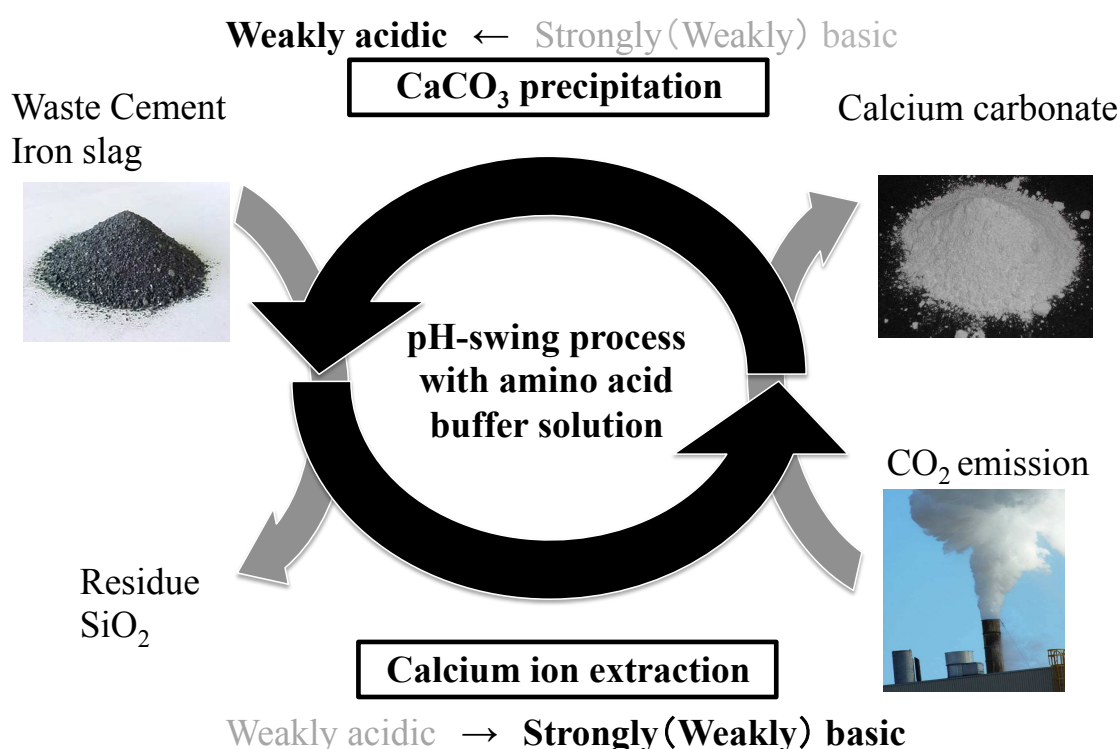 Weakly acidic ← Strongly(Weakly) basic
CaCO₃ precipitation
Waste Cement
Iron slag
Calcium carbonate
pH-swing process
with amino acid
buffer solution
CO₂ emission
Residue
SiO₂
Calcium ion extraction
Weakly acidic → Strongly(Weakly) basic